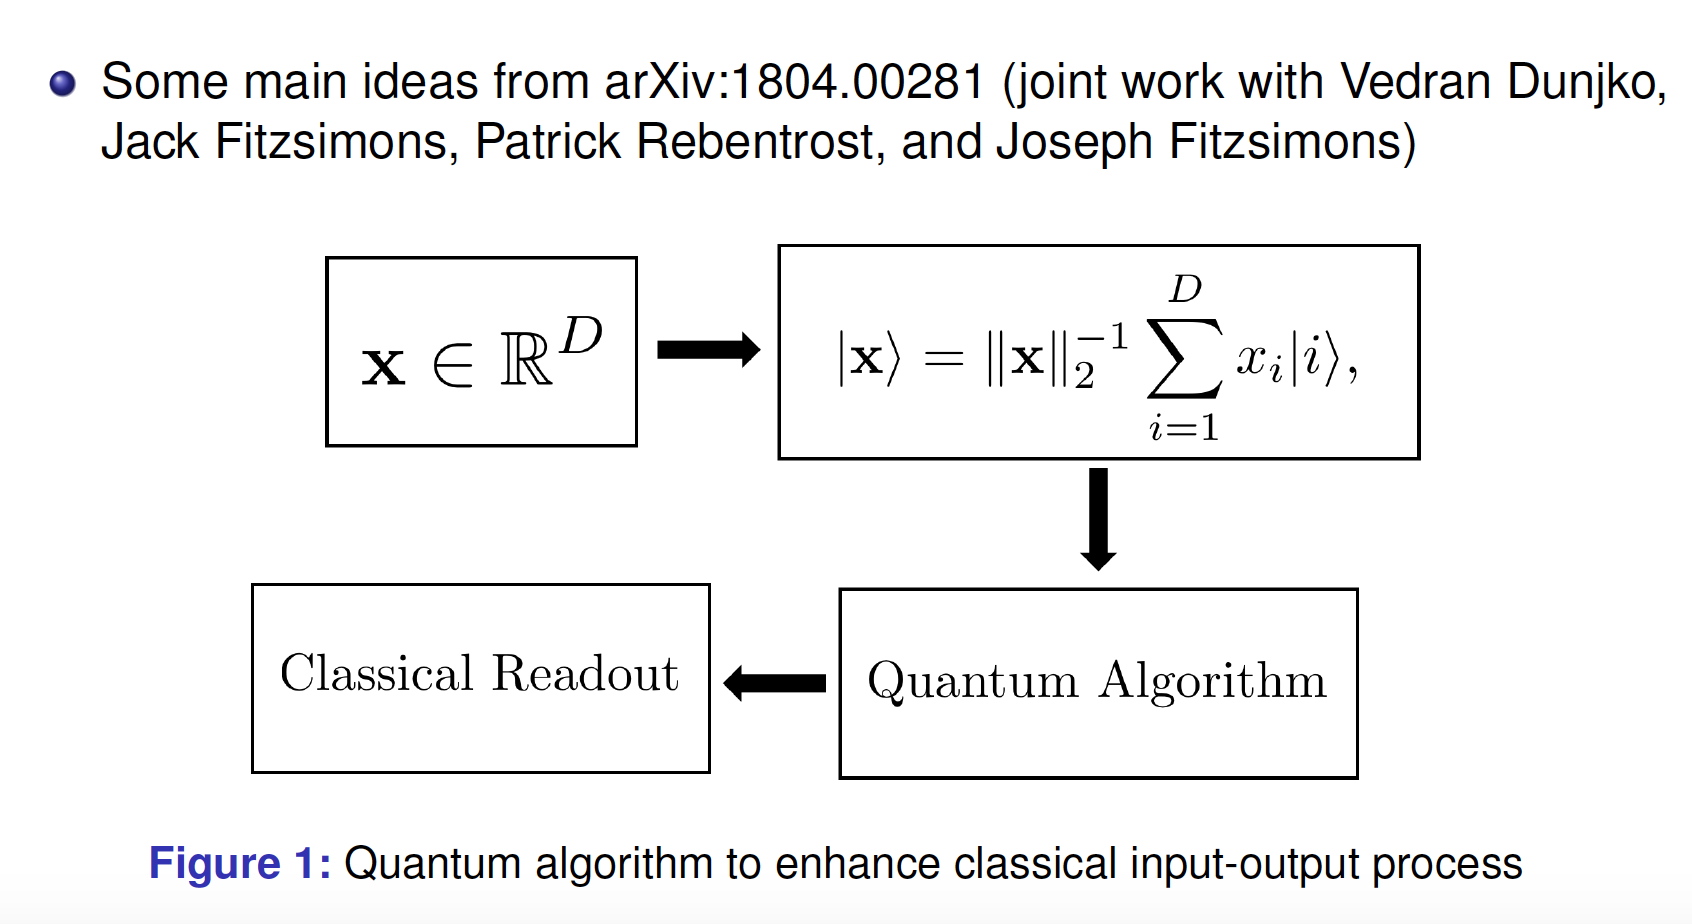 Some main ideas from arXiv:1804.00281 (joint work with Vedran Dunjko,
Jack Fitzsimons, Patrick Rebentrost, and Joseph Fitzsimons)
𝐱 ∈ ℝ^D
|𝐱⟩ = ‖𝐱‖₂⁻¹ ∑_{i=1}^{D} x_i|i⟩,
Classical Readout
Quantum Algorithm
Figure 1: Quantum algorithm to enhance classical input-output process